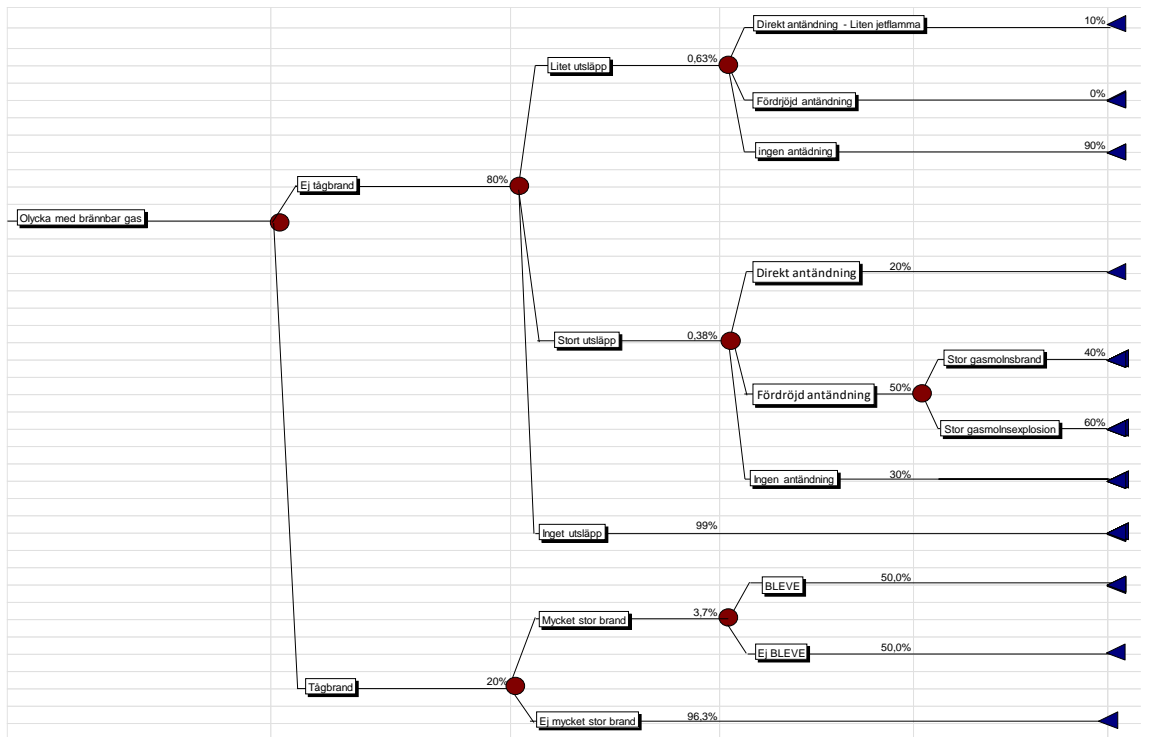 Direkt antändning - Liten jetflamma
10%
Litet utsläpp
0,63%
Fördrjöjd antändning
0%
ingen antädning
90%
Ej tågbrand
80%
Olycka med brännbar gas
Direkt antändning
20%
Stort utsläpp
0,38%
Stor gasmolnsbrand
40%
Fördröjd antändning
50%
Stor gasmolnsexplosion
60%
Ingen antändning
30%
Inget utsläpp
99%
BLEVE
50,0%
Mycket stor brand
3,7%
Ej BLEVE
50,0%
Tågbrand
20%
Ej mycket stor brand
96,3%